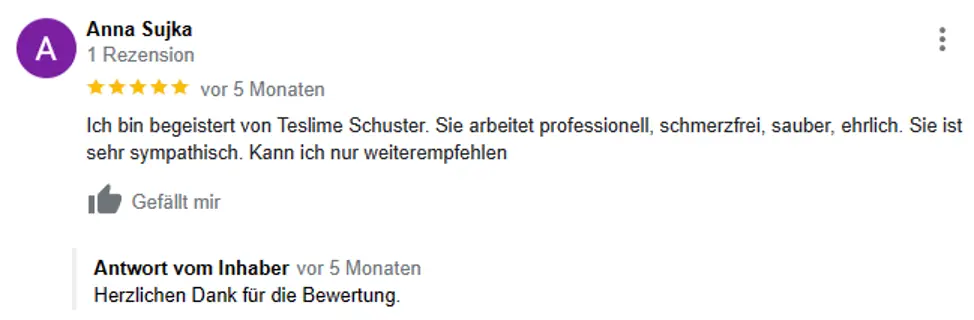 A
Anna Sujka
1 Rezension
vor 5 Monaten
Ich bin begeistert von Teslime Schuster. Sie arbeitet professionell, schmerzfrei, sauber, ehrlich. Sie ist
sehr sympathisch. Kann ich nur weiterempfehlen
Gefällt mir
Antwort vom Inhaber vor 5 Monaten
Herzlichen Dank für die Bewertung.